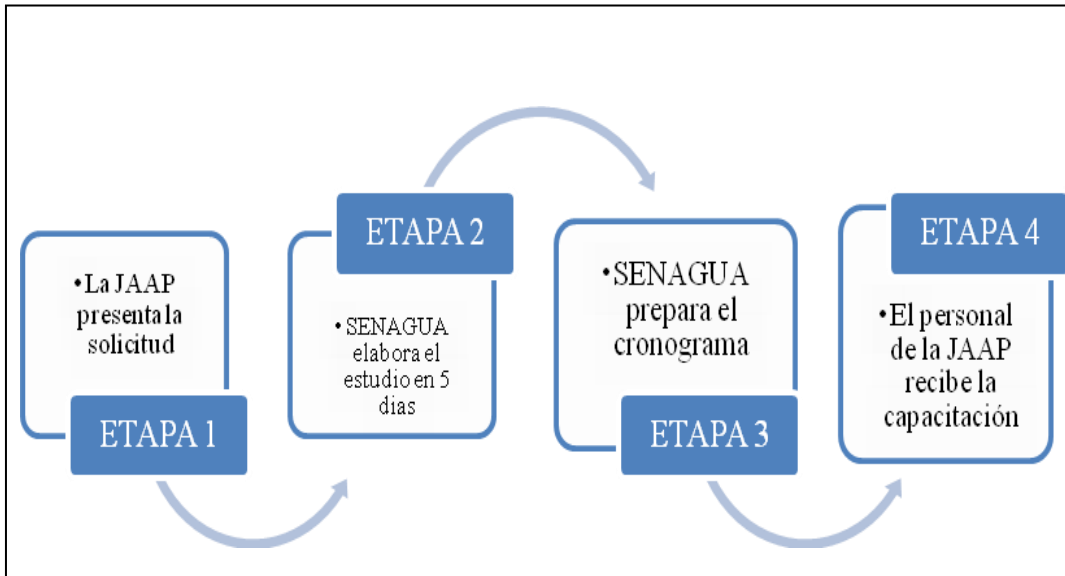 •La JAAP
presenta la
solicitud
ETAPA 1
ETAPA 2
•SENAGUA
elabora el
estudio en 5
dias
•SENAGUA
prepara el
cronograma
ETAPA 3
ETAPA 4
•El personal
de la JAAP
recibe la
capacitación